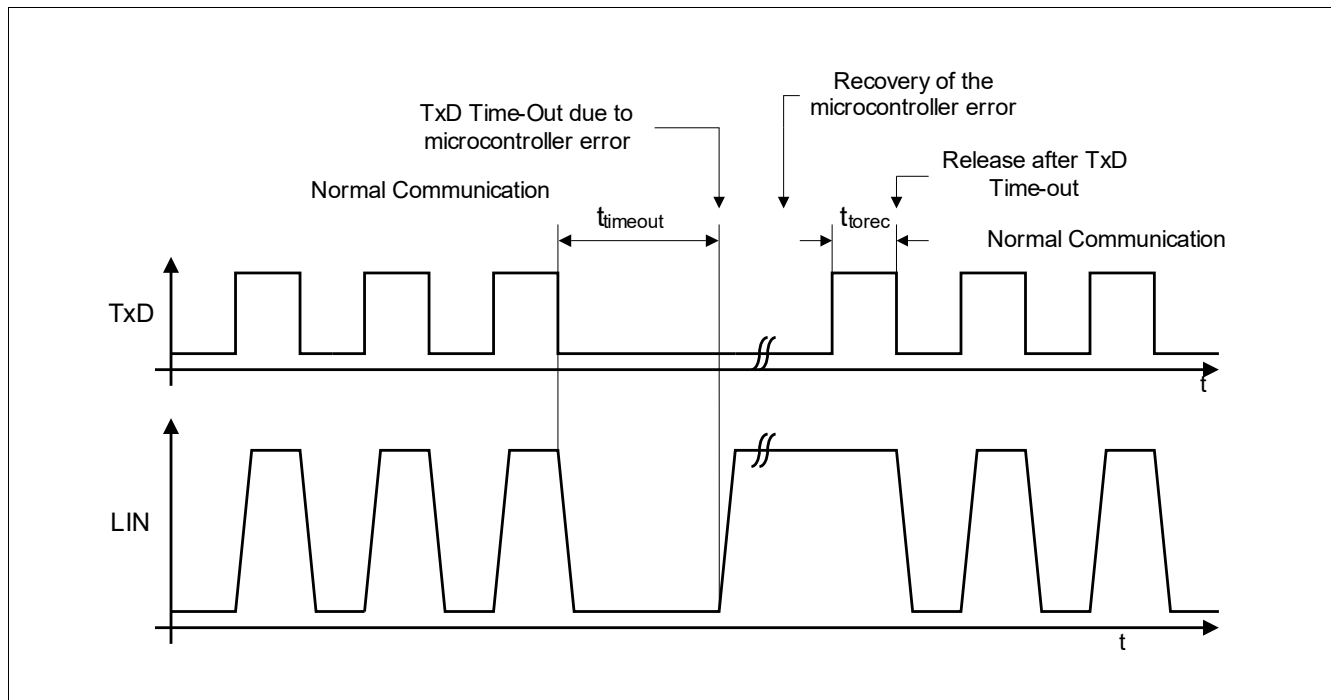 Recovery of the
microcontroller error
TxD Time-Out due to
microcontroller error
Release after TxD
Time-out
Normal Communication
ttimeout
ttorec
Normal Communication
TxD
t
LIN
t